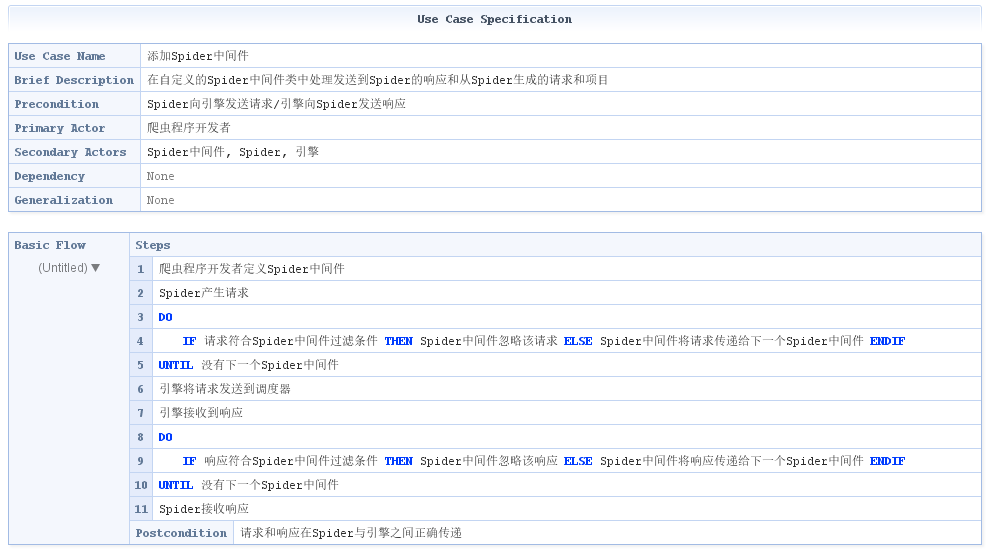 Use Case Specification
Use Case Name 添加Spider中间件
Brief Description 在自定义的Spider中间件类中处理发送到Spider的响应和从Spider生成的请求和项目
Precondition Spider向引擎发送请求/引擎向Spider发送响应
Primary Actor 爬虫程序开发者
Secondary Actors Spider中间件, Spider, 引擎
Dependency None
Generalization None
Basic Flow Steps
(Untitled) ▼
1 爬虫程序开发者定义Spider中间件
2 Spider产生请求
3 DO
4 IF 请求符合Spider中间件过滤条件 THEN Spider中间件忽略该请求 ELSE Spider中间件将请求传递给下一个Spider中间件 ENDIF
5 UNTIL 没有下一个Spider中间件
6 引擎将请求发送到调度器
7 引擎接收到响应
8 DO
9 IF 响应符合Spider中间件过滤条件 THEN Spider中间件忽略该响应 ELSE Spider中间件将响应传递给下一个Spider中间件 ENDIF
10 UNTIL 没有下一个Spider中间件
11 Spider接收响应
Postcondition 请求和响应在Spider与引擎之间正确传递